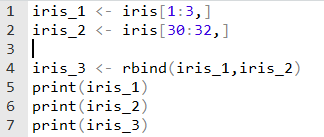 1 iris_1 <- iris[1:3,]
2 iris_2 <- iris[30:32,]
3
4 iris_3 <- rbind(iris_1,iris_2)
5 print(iris_1)
6 print(iris_2)
7 print(iris_3)